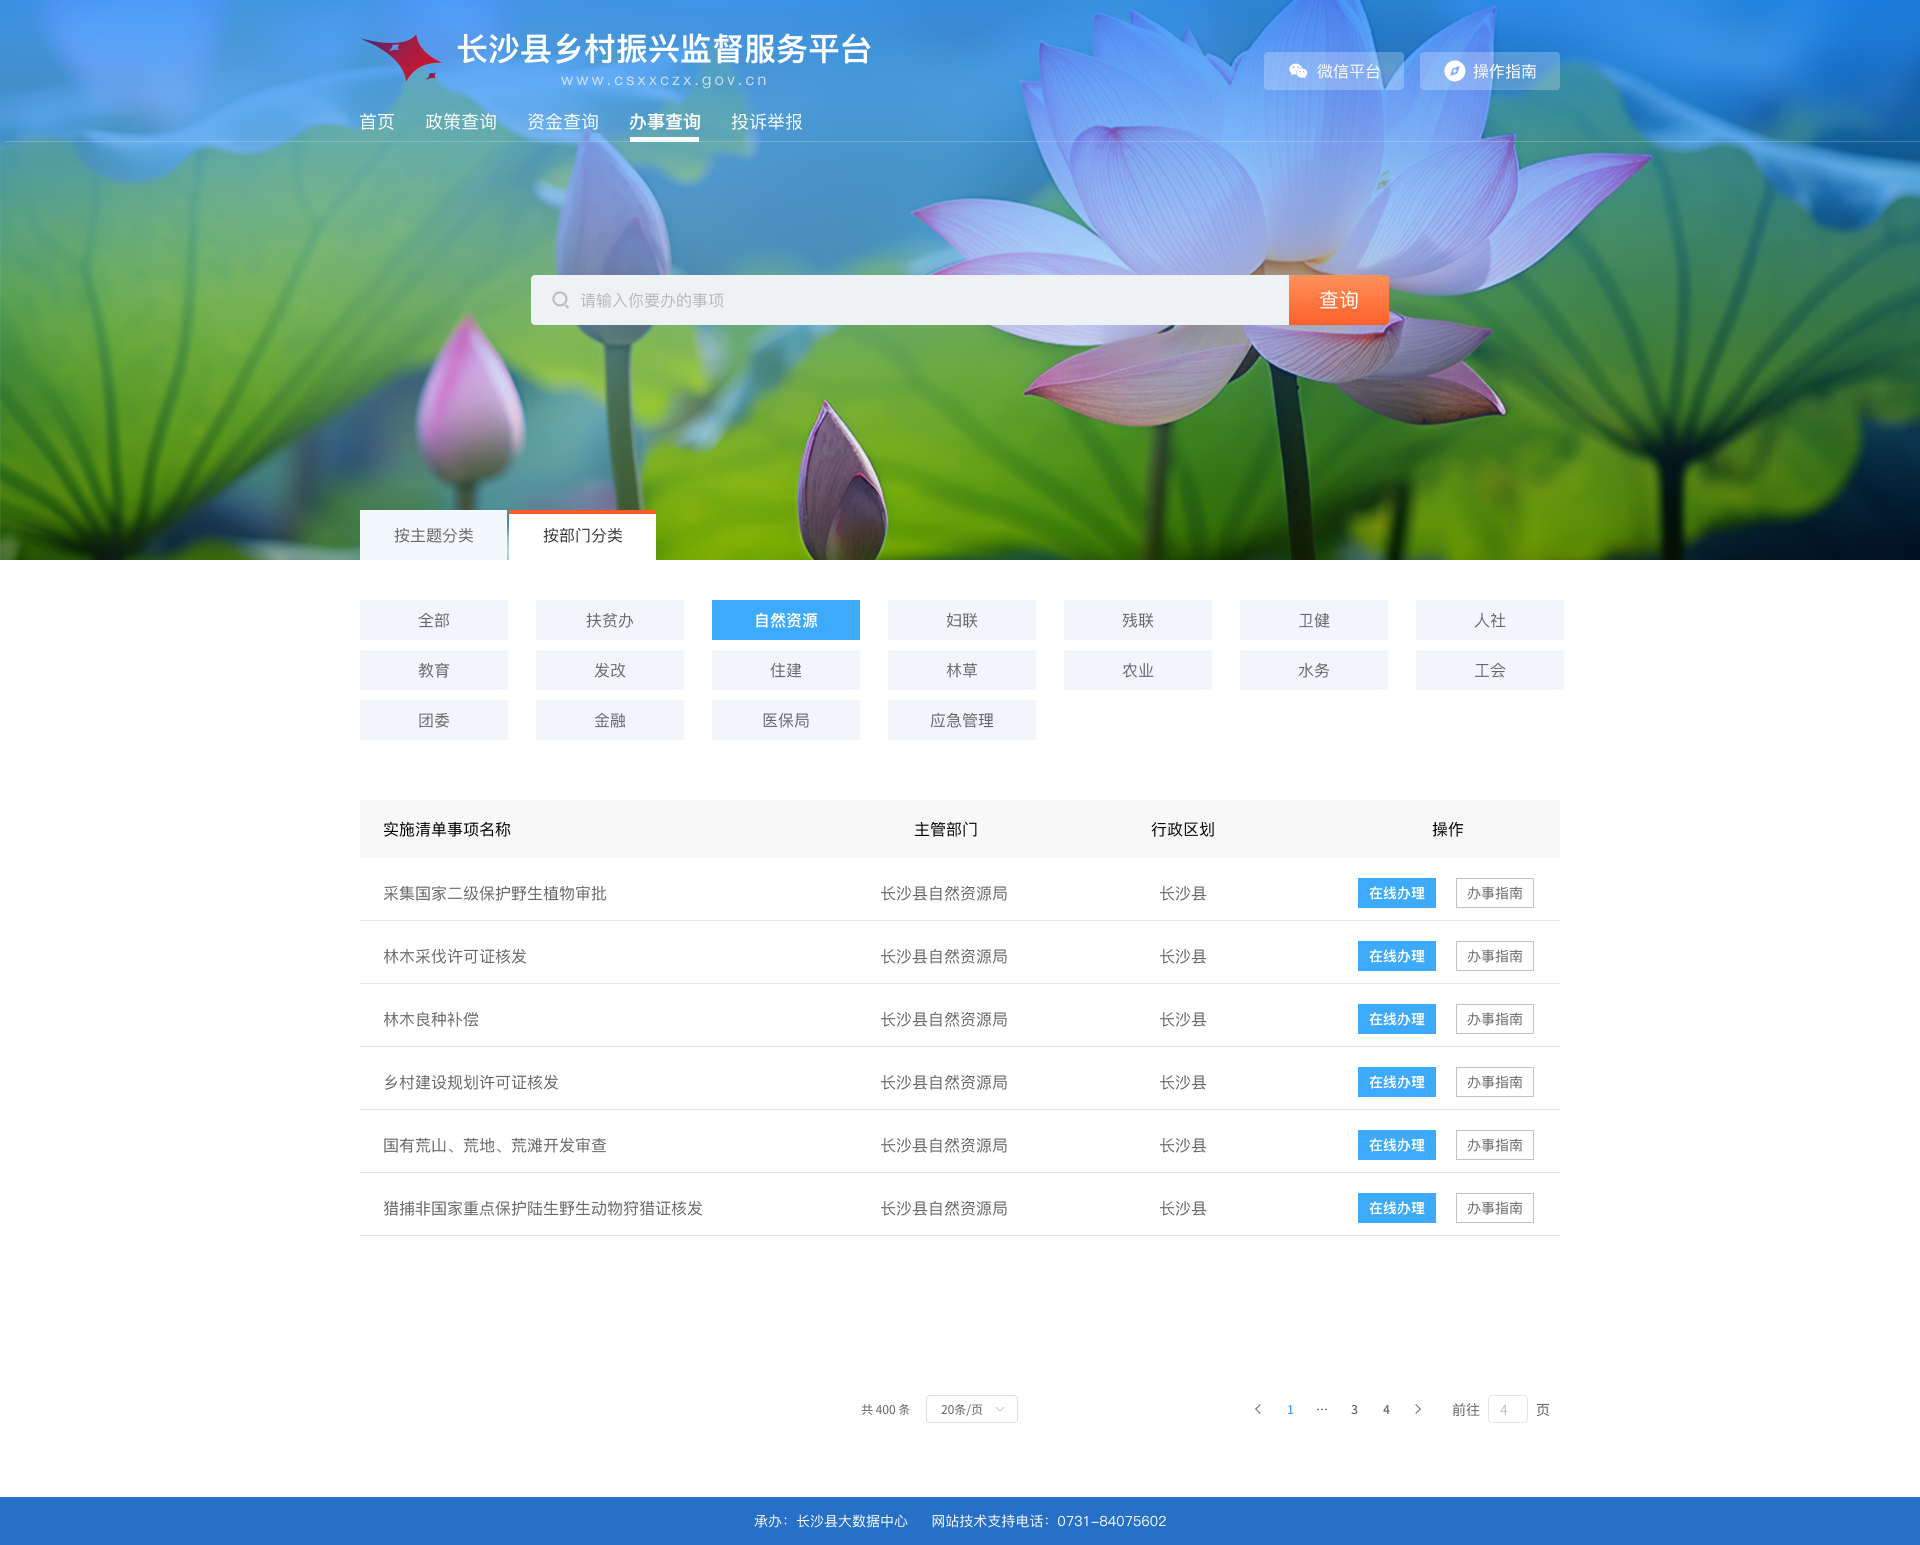 长沙县乡村振兴监督服务平台
www.csxxczx.gov.cn
微信平台 操作指南
首页 政策查询 资金查询 办事查询 投诉举报
请输入你要办的事项 查询
按主题分类 按部门分类
全部 扶贫办 自然资源 妇联 残联 卫健 人社
教育 发改 住建 林草 农业 水务 工会
团委 金融 医保局 应急管理
实施清单事项名称 主管部门 行政区划 操作
采集国家二级保护野生植物审批 长沙县自然资源局 长沙县 在线办理 办事指南
林木采伐许可证核发 长沙县自然资源局 长沙县 在线办理 办事指南
林木良种补偿 长沙县自然资源局 长沙县 在线办理 办事指南
乡村建设规划许可证核发 长沙县自然资源局 长沙县 在线办理 办事指南
国有荒山、荒地、荒滩开发审查 长沙县自然资源局 长沙县 在线办理 办事指南
猎捕非国家重点保护陆生野生动物狩猎证核发 长沙县自然资源局 长沙县 在线办理 办事指南
共 400 条 20条/页 1 ··· 3 4 前往 4 页
承办：长沙县大数据中心 网站技术支持电话：0731-84075602